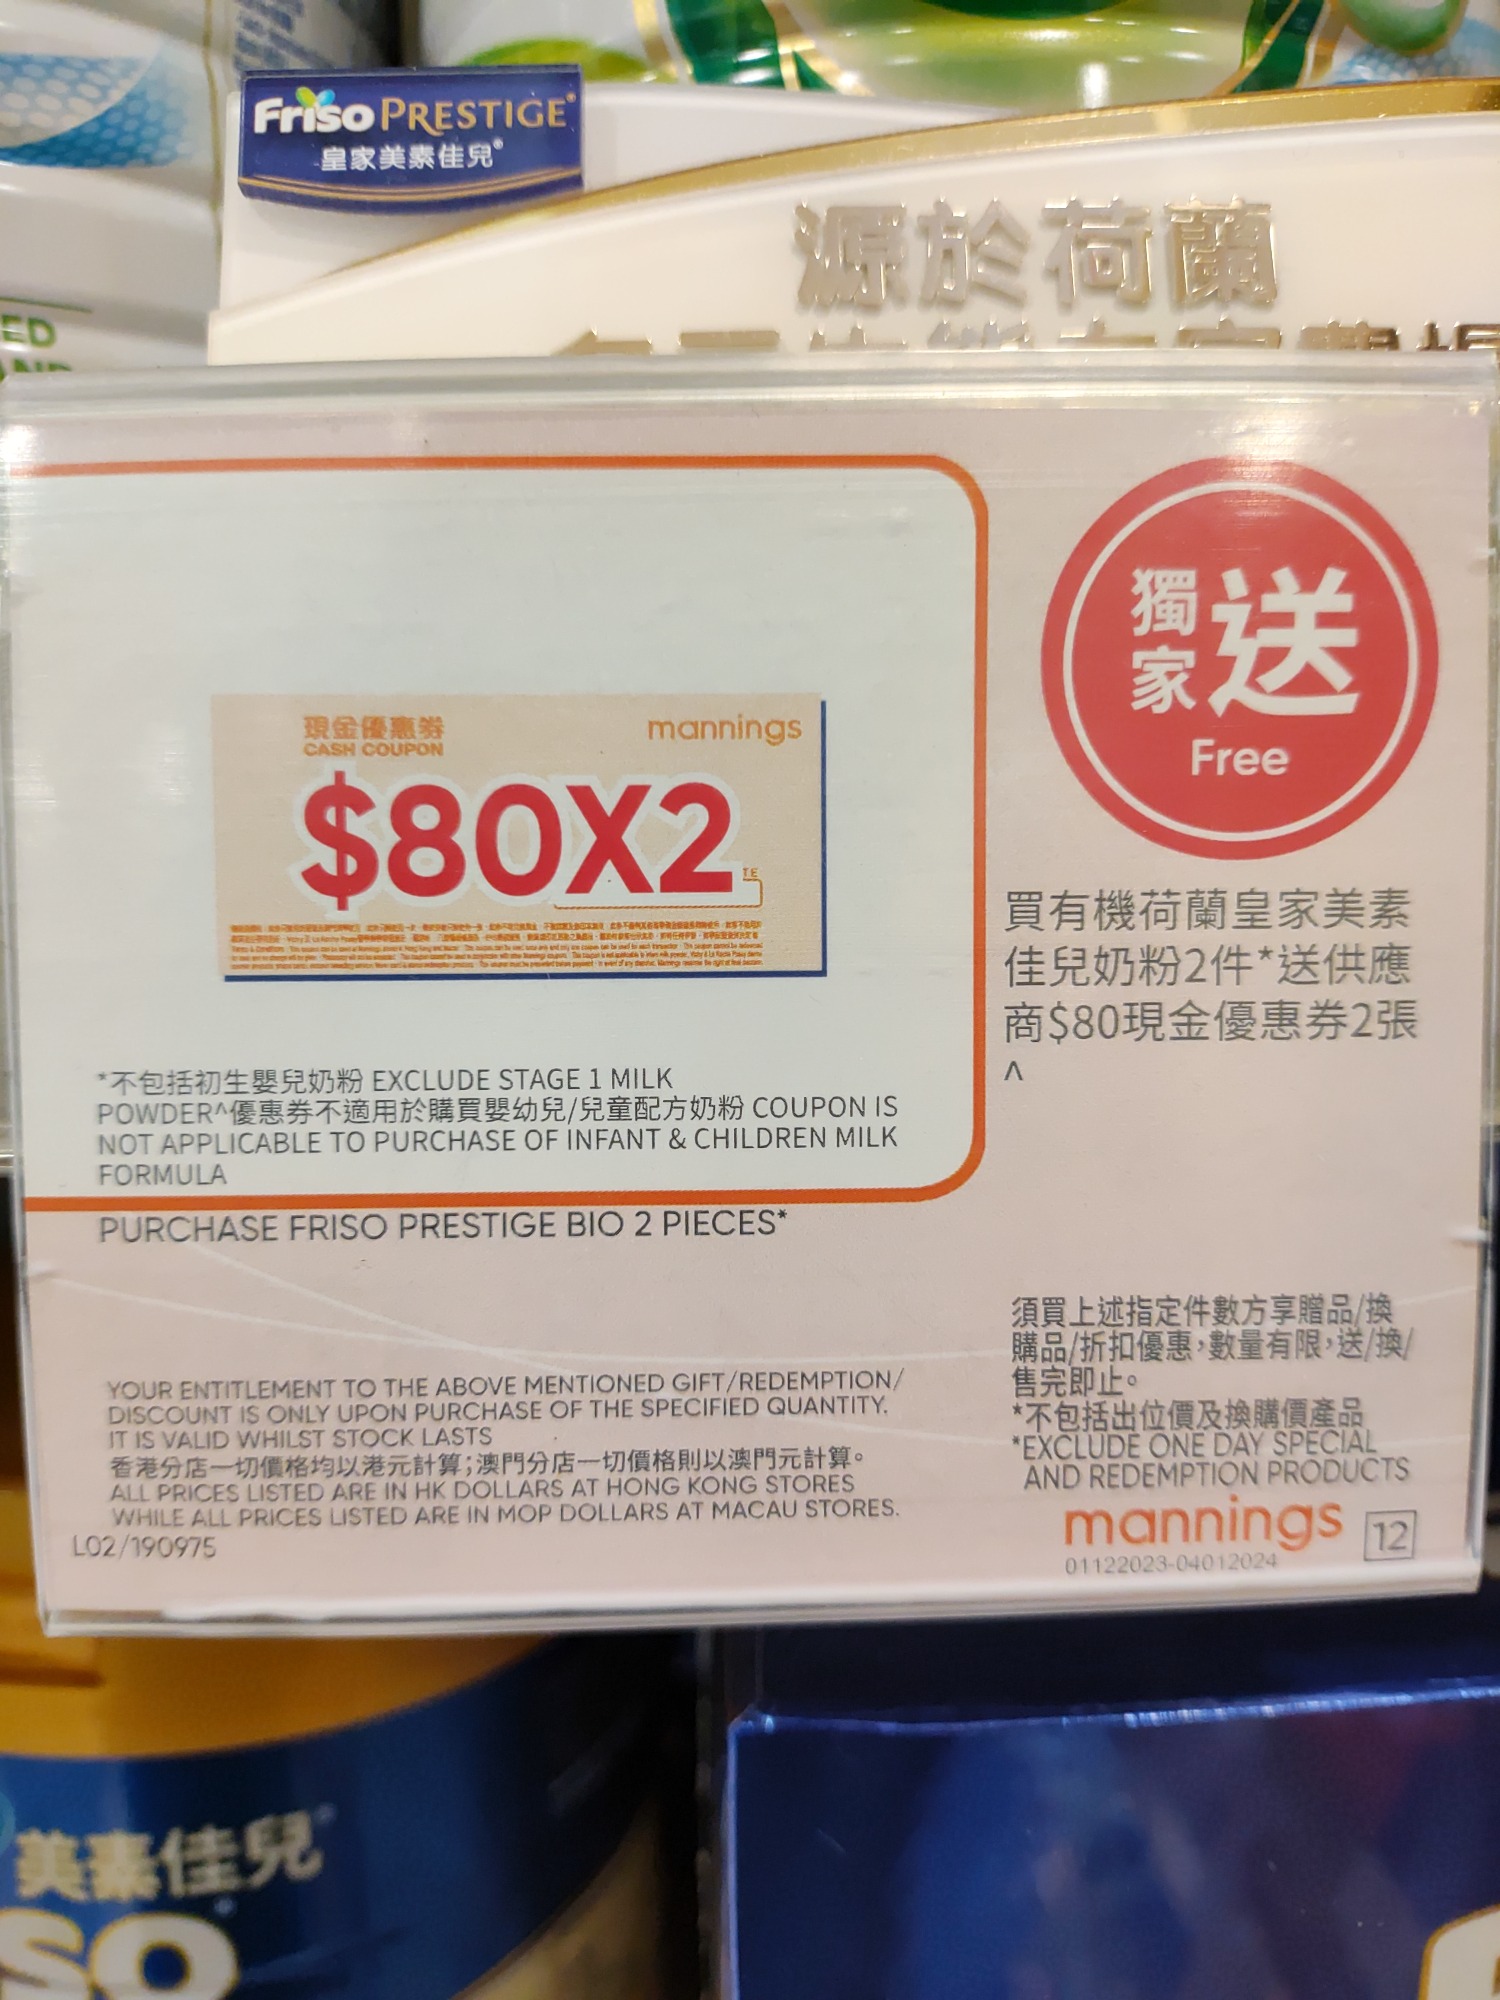 Friso PRESTIGE
皇家美素佳兒
源於荷蘭
ED
現金優惠券
CASH COUPON
mannings
$80X2
獨家送
Free
買有機荷蘭皇家美素
佳兒奶粉2件*送供應
商$80現金優惠券2張
^
*不包括初生嬰兒奶粉 EXCLUDE STAGE 1 MILK
POWDER^優惠券不適用於購買嬰幼兒/兒童配方奶粉 COUPON IS
NOT APPLICABLE TO PURCHASE OF INFANT & CHILDREN MILK
FORMULA
PURCHASE FRISO PRESTIGE BIO 2 PIECES*
須買上述指定件數方享贈品/換
購品/折扣優惠,數量有限,送/換/
售完即止。
*不包括出位價及換購價產品
*EXCLUDE ONE DAY SPECIAL
AND REDEMPTION PRODUCTS
YOUR ENTITLEMENT TO THE ABOVE MENTIONED GIFT/REDEMPTION/
DISCOUNT IS ONLY UPON PURCHASE OF THE SPECIFIED QUANTITY.
IT IS VALID WHILST STOCK LASTS
香港分店一切價格均以港元計算;澳門分店一切價格則以澳門元計算。
ALL PRICES LISTED ARE IN HK DOLLARS AT HONG KONG STORES
WHILE ALL PRICES LISTED ARE IN MOP DOLLARS AT MACAU STORES.
L02/190975
mannings 12
01122023-04012024
美素佳兒
SO